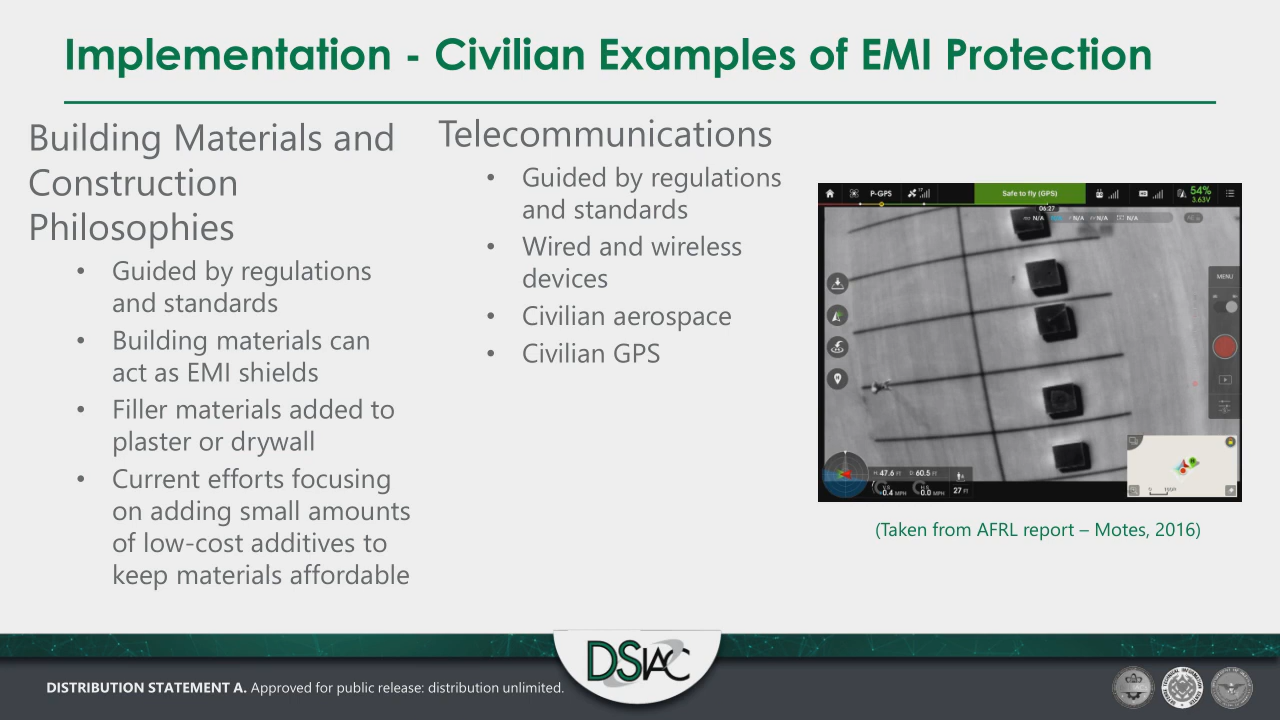 Implementation - Civilian Examples of EMI Protection
Building Materials and
Construction
Philosophies
• Guided by regulations
and standards
• Building materials can
act as EMI shields
• Filler materials added to
plaster or drywall
• Current efforts focusing
on adding small amounts
of low-cost additives to
keep materials affordable
Telecommunications
• Guided by regulations
and standards
• Wired and wireless
devices
• Civilian aerospace
• Civilian GPS
P-GPS
Safe to fly (GPS)
54%
3.63V
06:27
N/A N/A N/A N/A
MENU
H: 47.6 FT D: 60.5 FT
0.4 MPH 0.0 MPH 27 FT
(Taken from AFRL report – Motes, 2016)
DSIAC
DISTRIBUTION STATEMENT A. Approved for public release: distribution unlimited.